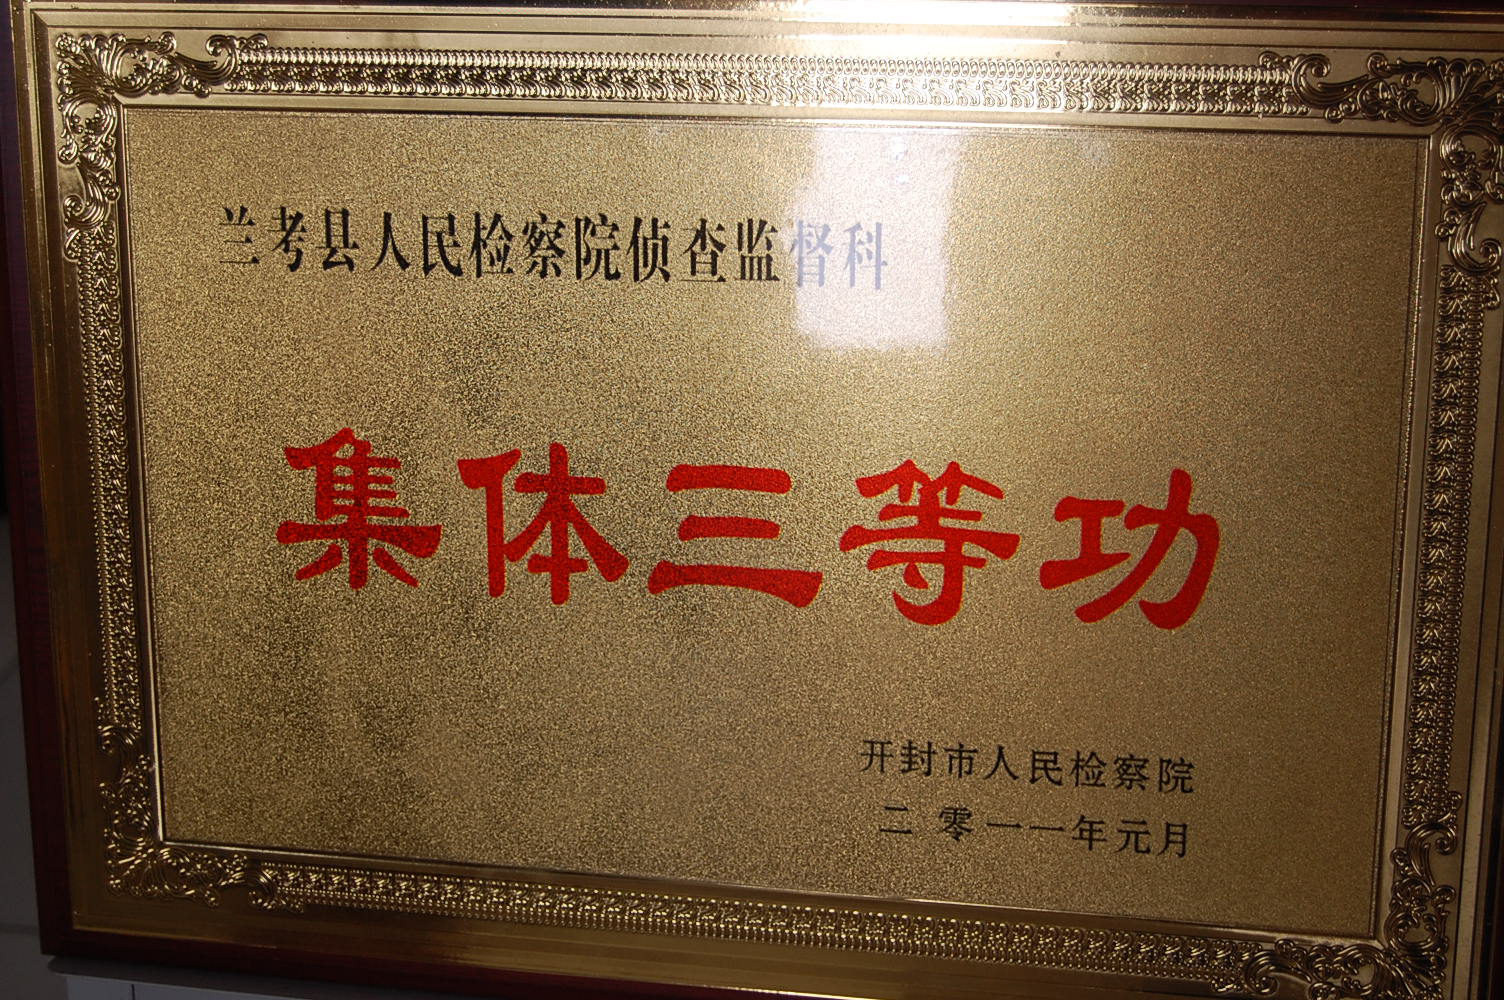 兰考县人民检察院侦查监督科
集体三等功
开封市人民检察院
二零一一年元月